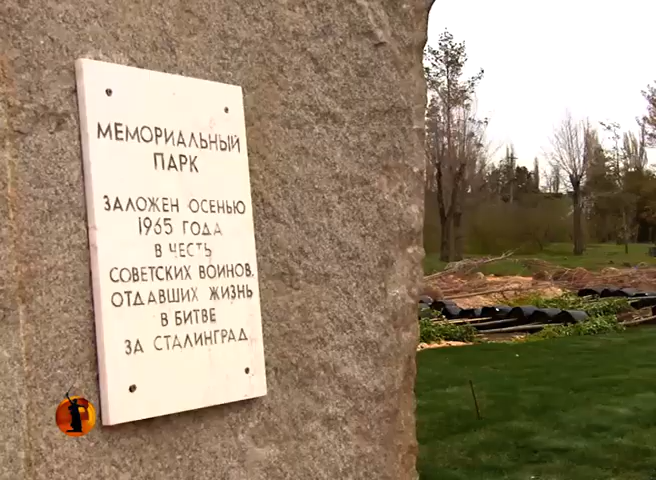 МЕМОРИАЛЬНЫЙ
ПАРК
ЗАЛОЖЕН ОСЕНЬЮ
1965 ГОДА
В ЧЕСТЬ
СОВЕТСКИХ ВОИНОВ,
ОТДАВШИХ ЖИЗНЬ
В БИТВЕ
ЗА СТАЛИНГРАД